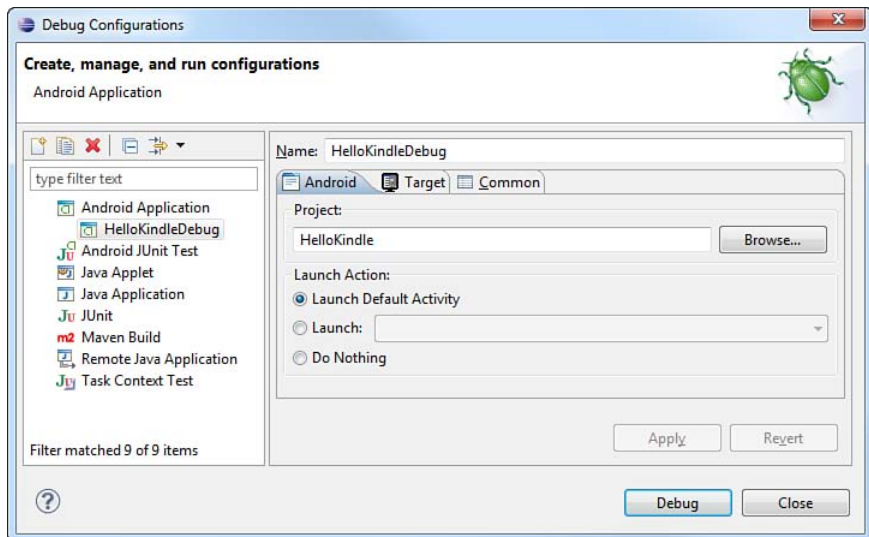 Debug Configurations
Create, manage, and run configurations
Android Application
type filter text
Android Application
HelloKindleDebug
Android JUnit Test
Java Applet
Java Application
JUnit
Maven Build
Remote Java Application
Task Context Test
Filter matched 9 of 9 items
Name: HelloKindleDebug
Android Target Common
Project:
HelloKindle Browse...
Launch Action:
Launch Default Activity
Launch:
Do Nothing
Apply Revert
Debug Close